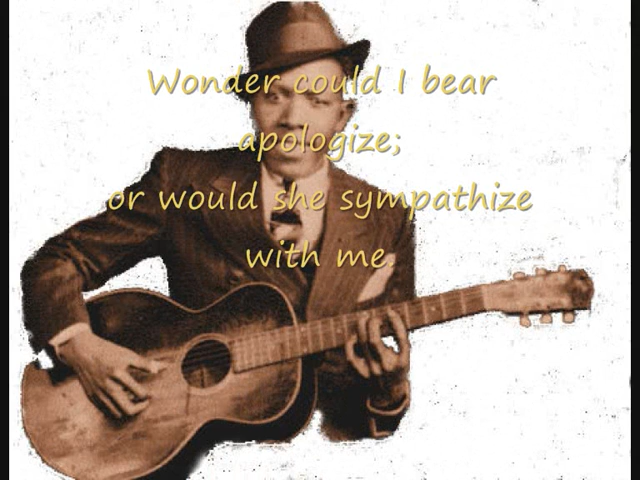 Wonder could I bear
apologize;
or would she sympathize
with me.